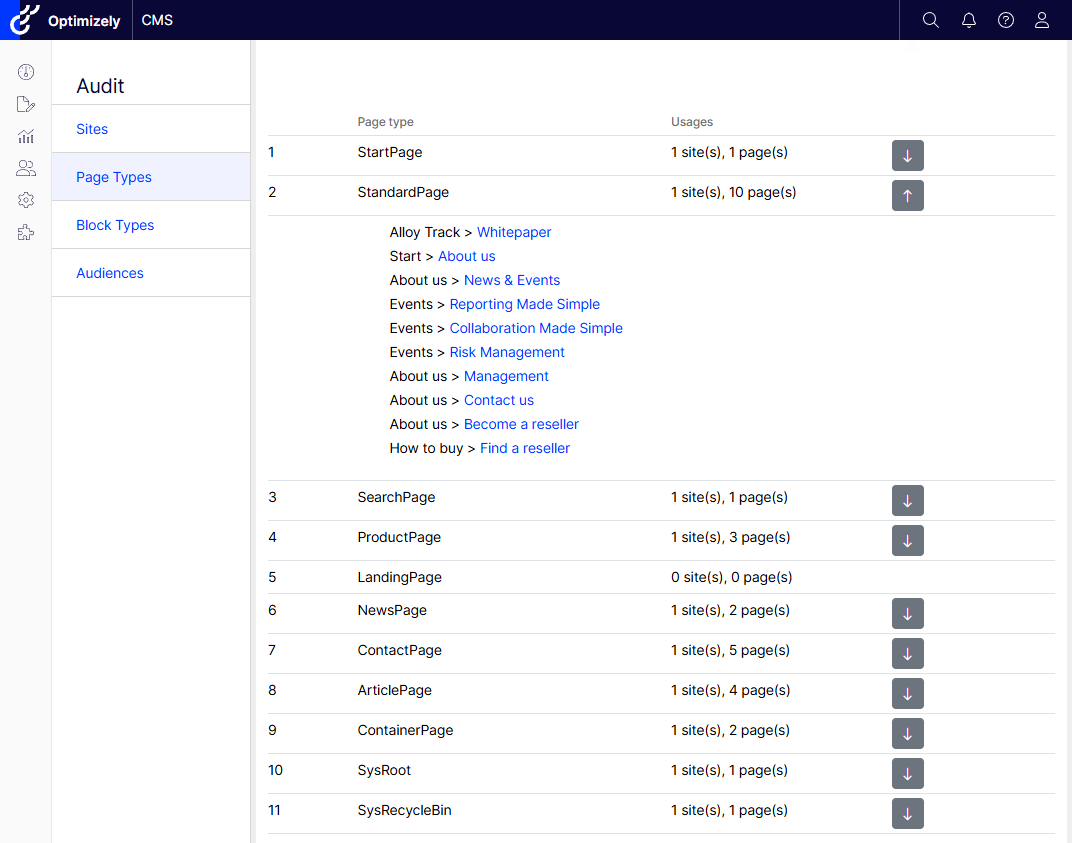 Optimizely CMS
Audit
Sites
Page Types
Block Types
Audiences
Page type Usages
1 StartPage 1 site(s), 1 page(s)
2 StandardPage 1 site(s), 10 page(s)
Alloy Track > Whitepaper
Start > About us
About us > News & Events
Events > Reporting Made Simple
Events > Collaboration Made Simple
Events > Risk Management
About us > Management
About us > Contact us
About us > Become a reseller
How to buy > Find a reseller
3 SearchPage 1 site(s), 1 page(s)
4 ProductPage 1 site(s), 3 page(s)
5 LandingPage 0 site(s), 0 page(s)
6 NewsPage 1 site(s), 2 page(s)
7 ContactPage 1 site(s), 5 page(s)
8 ArticlePage 1 site(s), 4 page(s)
9 ContainerPage 1 site(s), 2 page(s)
10 SysRoot 1 site(s), 1 page(s)
11 SysRecycleBin 1 site(s), 1 page(s)